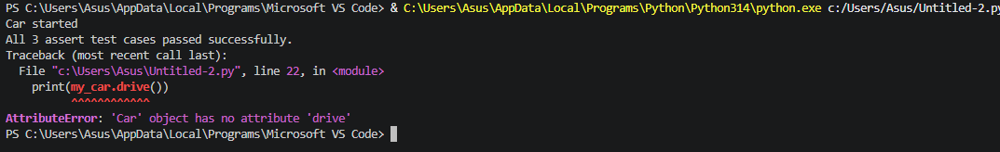 PS C:\Users\Asus\AppData\Local\Programs\Microsoft VS Code> & C:\Users\Asus\AppData\Local\Programs\Python\Python314\python.exe c:/Users/Asus/Untitled-2.py
Car started
All 3 assert test cases passed successfully.
Traceback (most recent call last):
  File "c:\Users\Asus\Untitled-2.py", line 22, in <module>
    print(my_car.drive())
          ^^^^^^^^^^^^
AttributeError: 'Car' object has no attribute 'drive'
PS C:\Users\Asus\AppData\Local\Programs\Microsoft VS Code>